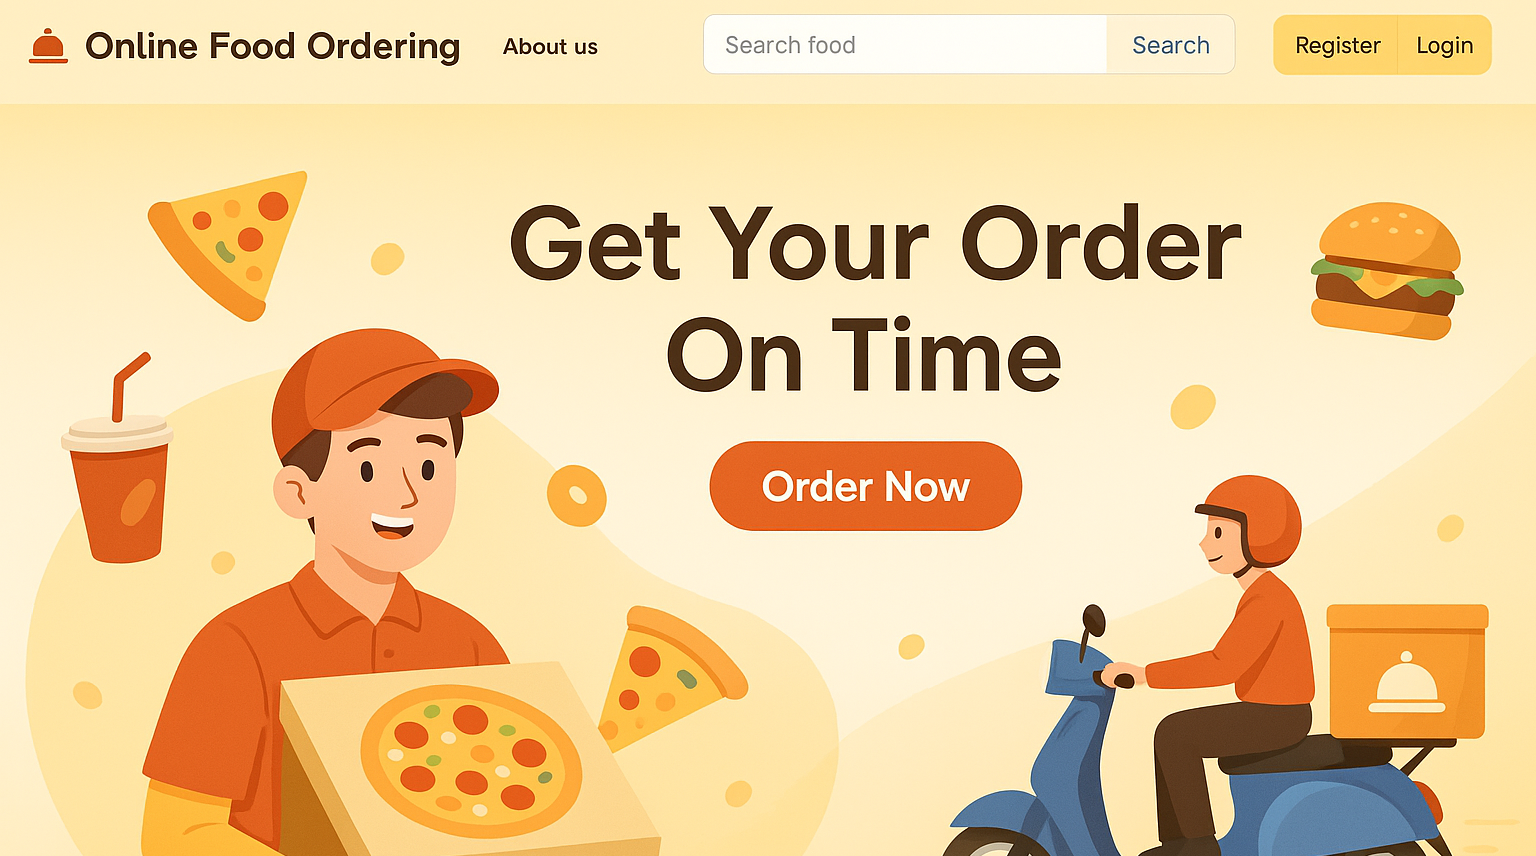 Online Food Ordering
About us
Search food
Search
Register
Login
Get Your Order
On Time
Order Now